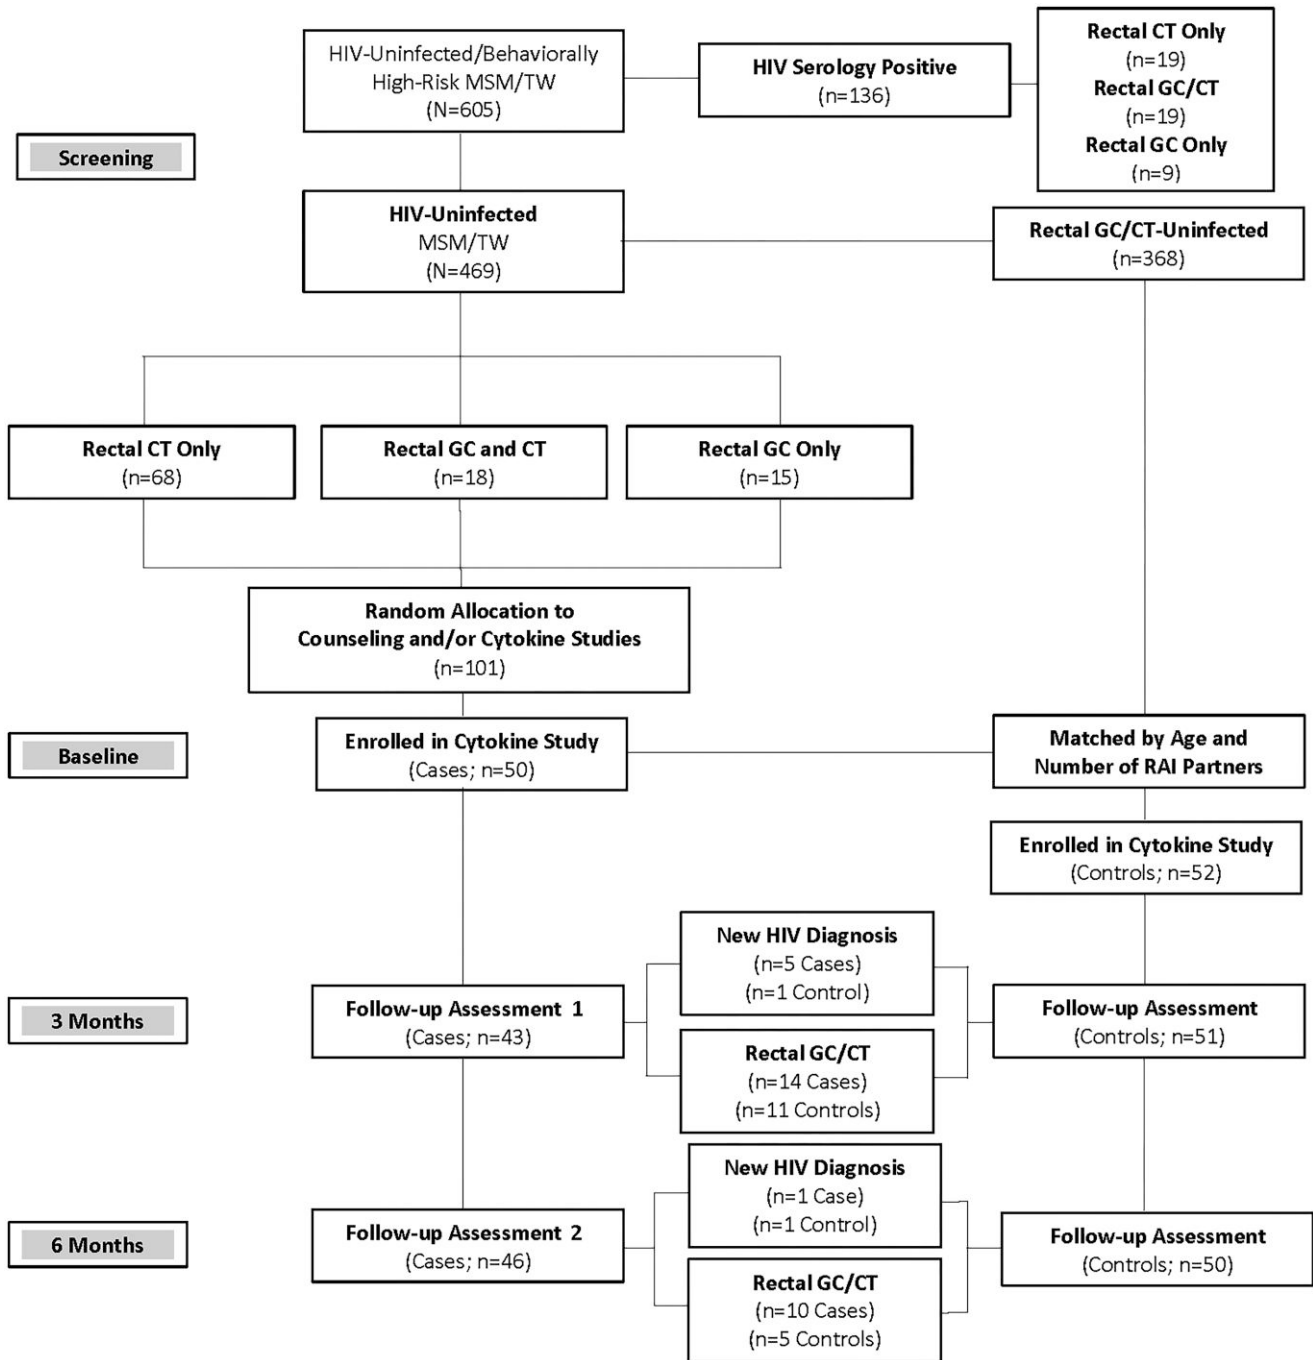 HIV-Uninfected/Behaviorally
High-Risk MSM/TW
(N=605)
HIV Serology Positive
(n=136)
Rectal CT Only
(n=19)
Rectal GC/CT
(n=19)
Rectal GC Only
(n=9)
Screening
HIV-Uninfected
MSM/TW
(N=469)
Rectal GC/CT-Uninfected
(n=368)
Rectal CT Only
(n=68)
Rectal GC and CT
(n=18)
Rectal GC Only
(n=15)
Random Allocation to
Counseling and/or Cytokine Studies
(n=101)
Baseline
Enrolled in Cytokine Study
(Cases; n=50)
Matched by Age and
Number of RAI Partners
Enrolled in Cytokine Study
(Controls; n=52)
3 Months
Follow-up Assessment 1
(Cases; n=43)
New HIV Diagnosis
(n=5 Cases)
(n=1 Control)
Rectal GC/CT
(n=14 Cases)
(n=11 Controls)
Follow-up Assessment
(Controls; n=51)
6 Months
Follow-up Assessment 2
(Cases; n=46)
New HIV Diagnosis
(n=1 Case)
(n=1 Control)
Rectal GC/CT
(n=10 Cases)
(n=5 Controls)
Follow-up Assessment
(Controls; n=50)